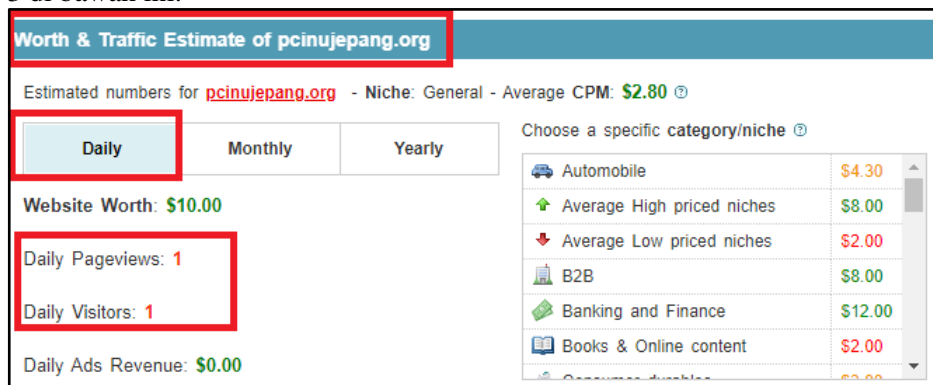 Worth & Traffic Estimate of pcinujepang.org
Estimated numbers for pcinujepang.org - Niche: General - Average CPM: $2.80
Daily Monthly Yearly
Website Worth: $10.00
Daily Pageviews: 1
Daily Visitors: 1
Daily Ads Revenue: $0.00
Choose a specific category/niche
Automobile $4.30
Average High priced niches $8.00
Average Low priced niches $2.00
B2B $8.00
Banking and Finance $12.00
Books & Online content $2.00